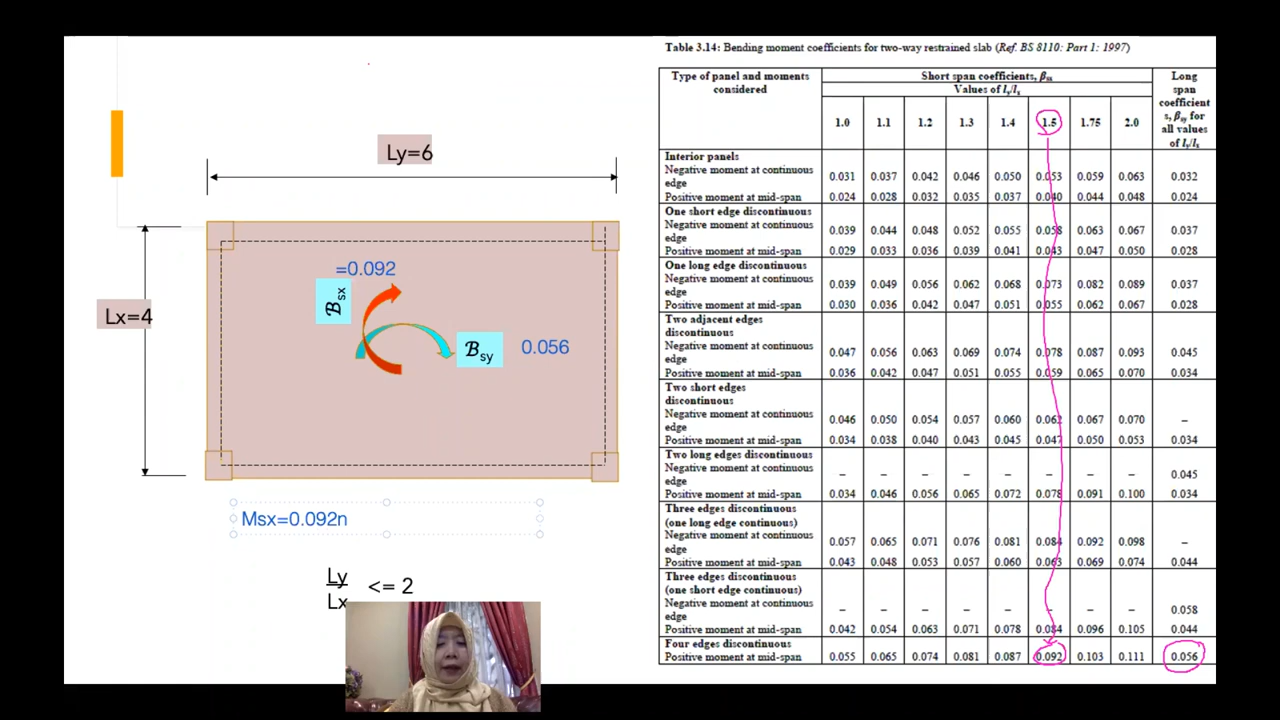 Ly=6
Lx=4
=0.092
ℬsx
ℬsy
0.056
Msx=0.092n
Ly
Lx
<= 2
Table 3.14: Bending moment coefficients for two-way restrained slab (Ref. BS 8110: Part 1: 1997)
Type of panel and moments considered
Short span coefficients, βsx
Values of ly/lx
Long span coefficients, βsy for all values of ly/lx
1.0 1.1 1.2 1.3 1.4 1.5 1.75 2.0
Interior panels
Negative moment at continuous edge 0.031 0.037 0.042 0.046 0.050 0.053 0.059 0.063 0.032
Positive moment at mid-span 0.024 0.028 0.032 0.035 0.037 0.040 0.044 0.048 0.024
One short edge discontinuous
Negative moment at continuous edge 0.039 0.044 0.048 0.052 0.055 0.058 0.063 0.067 0.037
Positive moment at mid-span 0.029 0.033 0.036 0.039 0.041 0.043 0.047 0.050 0.028
One long edge discontinuous
Negative moment at continuous edge 0.039 0.049 0.056 0.062 0.068 0.073 0.082 0.089 0.037
Positive moment at mid-span 0.030 0.036 0.042 0.047 0.051 0.055 0.062 0.067 0.028
Two adjacent edges discontinuous
Negative moment at continuous edge 0.047 0.056 0.063 0.069 0.074 0.078 0.087 0.093 0.045
Positive moment at mid-span 0.036 0.042 0.047 0.051 0.055 0.059 0.065 0.070 0.034
Two short edges discontinuous
Negative moment at continuous edge 0.046 0.050 0.054 0.057 0.060 0.062 0.067 0.070 –
Positive moment at mid-span 0.034 0.038 0.040 0.043 0.045 0.047 0.050 0.053 0.034
Two long edges discontinuous
Negative moment at continuous edge – – – – – – – – 0.045
Positive moment at mid-span 0.034 0.046 0.056 0.065 0.072 0.078 0.091 0.100 0.034
Three edges discontinuous (one long edge continuous)
Negative moment at continuous edge 0.057 0.065 0.071 0.076 0.081 0.084 0.092 0.098 –
Positive moment at mid-span 0.043 0.048 0.053 0.057 0.060 0.063 0.069 0.074 0.044
Three edges discontinuous (one short edge continuous)
Negative moment at continuous edge – – – – – – – – 0.058
Positive moment at mid-span 0.042 0.054 0.063 0.071 0.078 0.084 0.096 0.105 0.044
Four edges discontinuous
Positive moment at mid-span 0.055 0.065 0.074 0.081 0.087 0.092 0.103 0.111 0.056